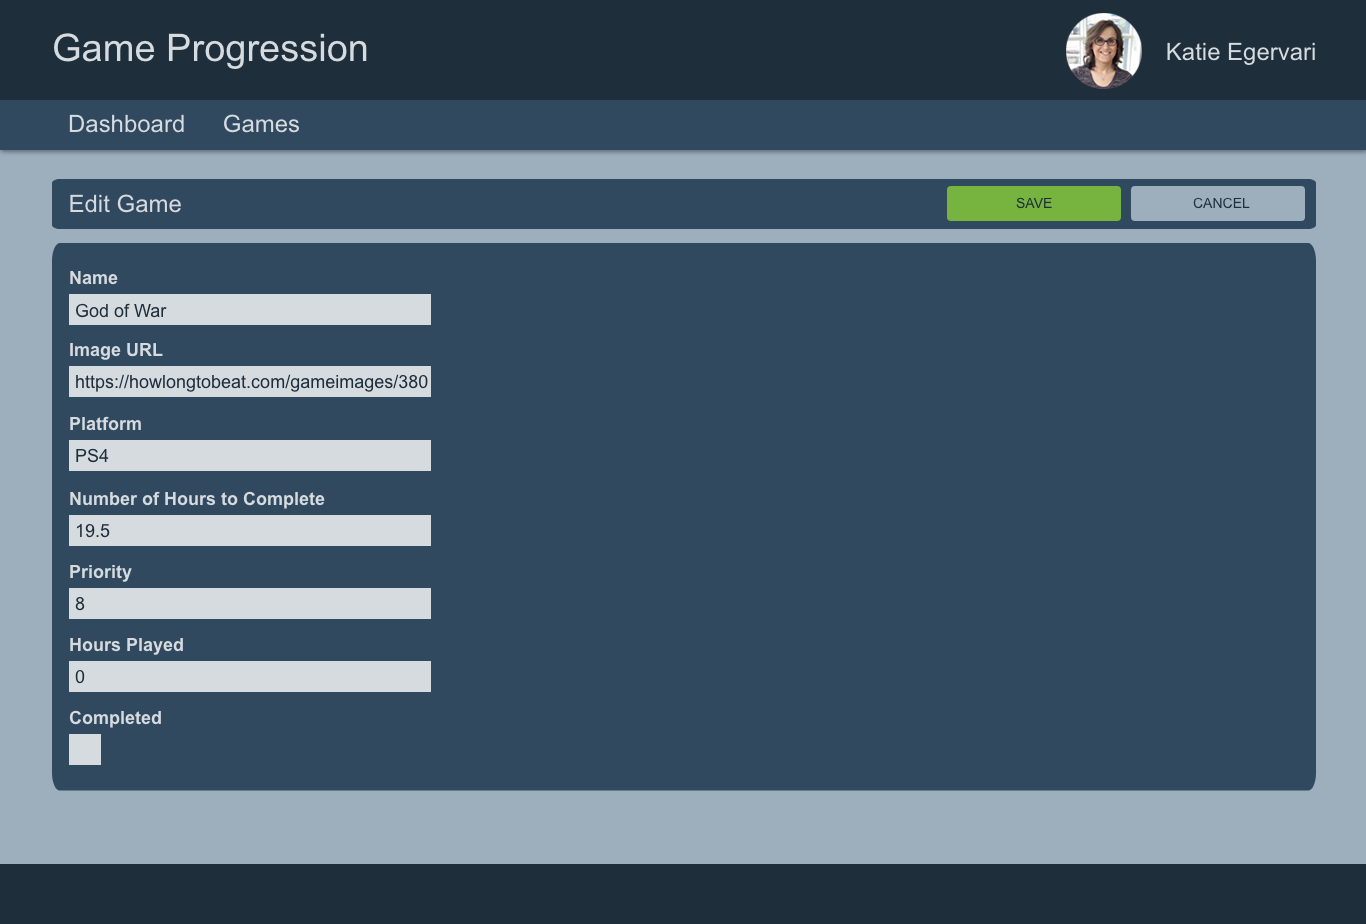 Game Progression
Katie Egervari
Dashboard
Games
Edit Game
SAVE
CANCEL
Name
God of War
Image URL
https://howlongtobeat.com/gameimages/380
Platform
PS4
Number of Hours to Complete
19.5
Priority
8
Hours Played
0
Completed